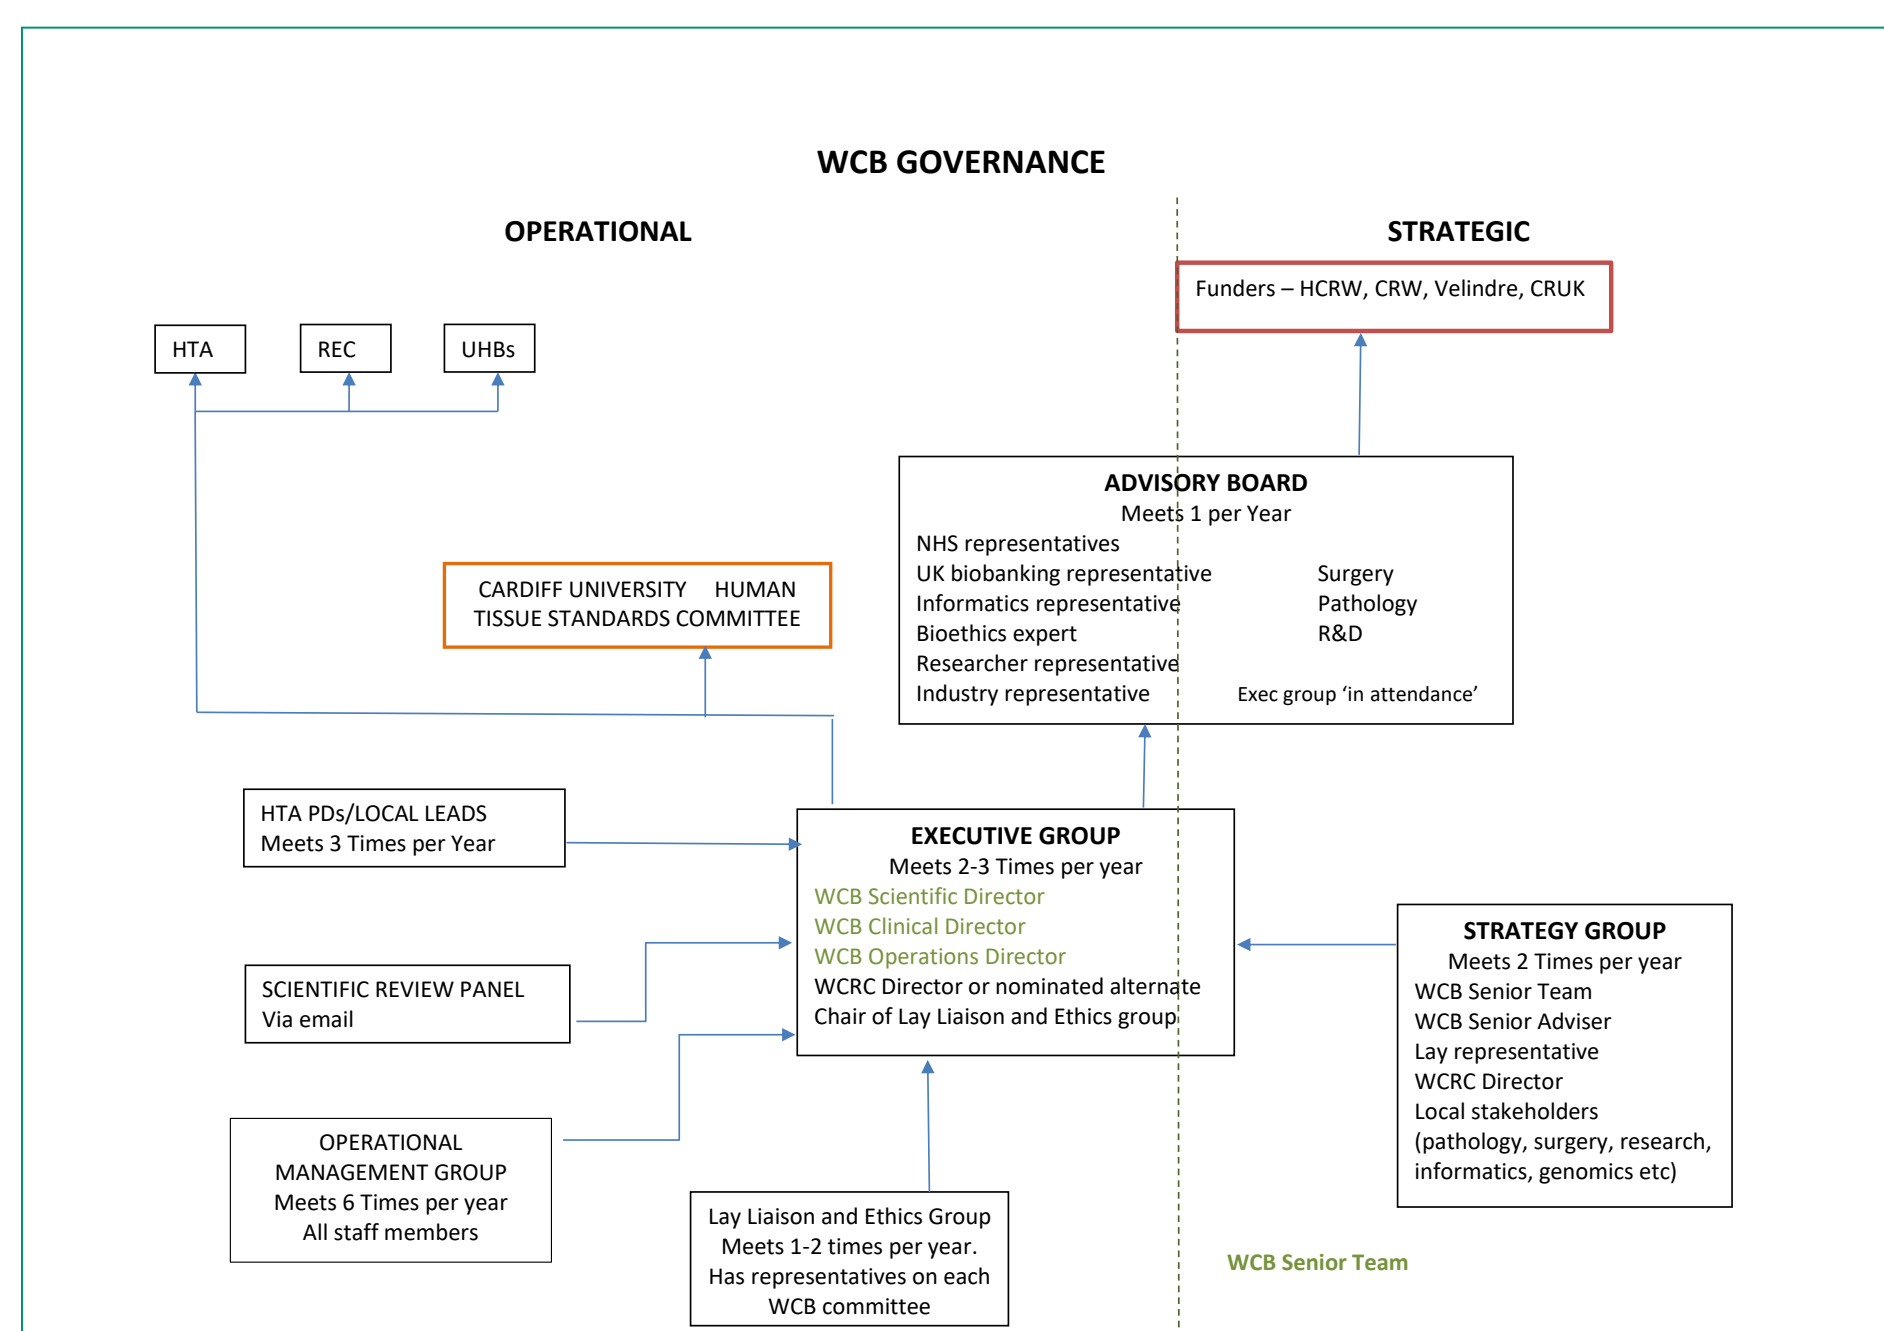 WCB GOVERNANCE
OPERATIONAL
STRATEGIC
Funders – HCRW, CRW, Velindre, CRUK
HTA
REC
UHBs
ADVISORY BOARD
Meets 1 per Year
NHS representatives
UK biobanking representative Surgery
Informatics representative Pathology
Bioethics expert R&D
Researcher representative
Industry representative Exec group ‘in attendance’
CARDIFF UNIVERSITY HUMAN
TISSUE STANDARDS COMMITTEE
HTA PDs/LOCAL LEADS
Meets 3 Times per Year
EXECUTIVE GROUP
Meets 2-3 Times per year
WCB Scientific Director
WCB Clinical Director
WCB Operations Director
WCRC Director or nominated alternate
Chair of Lay Liaison and Ethics group
STRATEGY GROUP
Meets 2 Times per year
WCB Senior Team
WCB Senior Adviser
Lay representative
WCRC Director
Local stakeholders
(pathology, surgery, research,
informatics, genomics etc)
SCIENTIFIC REVIEW PANEL
Via email
OPERATIONAL
MANAGEMENT GROUP
Meets 6 Times per year
All staff members
Lay Liaison and Ethics Group
Meets 1-2 times per year.
Has representatives on each
WCB committee
WCB Senior Team